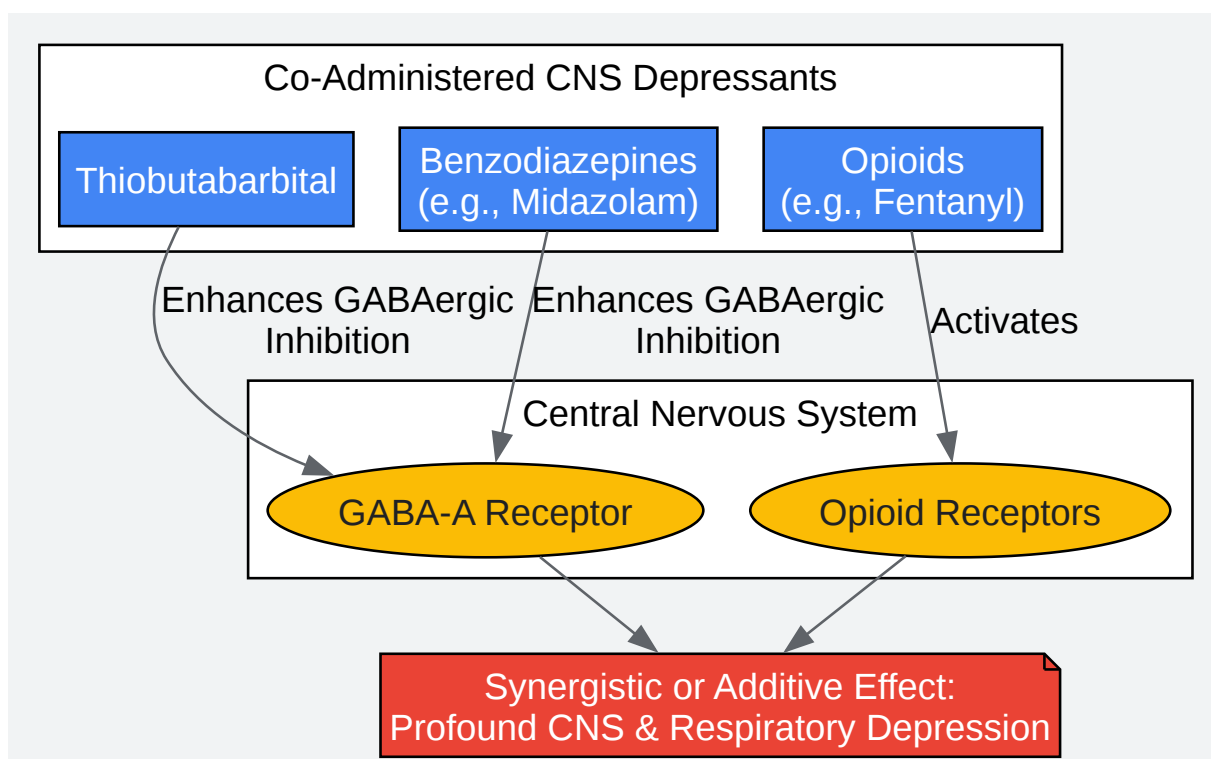 Co-Administered CNS Depressants
Thiobutabarbital
Benzodiazepines
(e.g., Midazolam)
Opioids
(e.g., Fentanyl)
Enhances GABAergic
Inhibition
Enhances GABAergic
Inhibition
Activates
Central Nervous System
GABA-A Receptor
Opioid Receptors
Synergistic or Additive Effect:
Profound CNS & Respiratory Depression